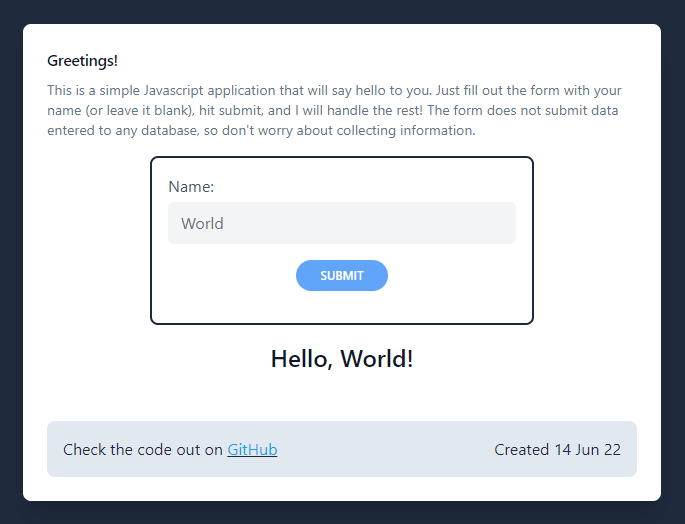 Greetings!
This is a simple Javascript application that will say hello to you. Just fill out the form with your
name (or leave it blank), hit submit, and I will handle the rest! The form does not submit data
entered to any database, so don't worry about collecting information.
Name:
World
SUBMIT
Hello, World!
Check the code out on GitHub
Created 14 Jun 22